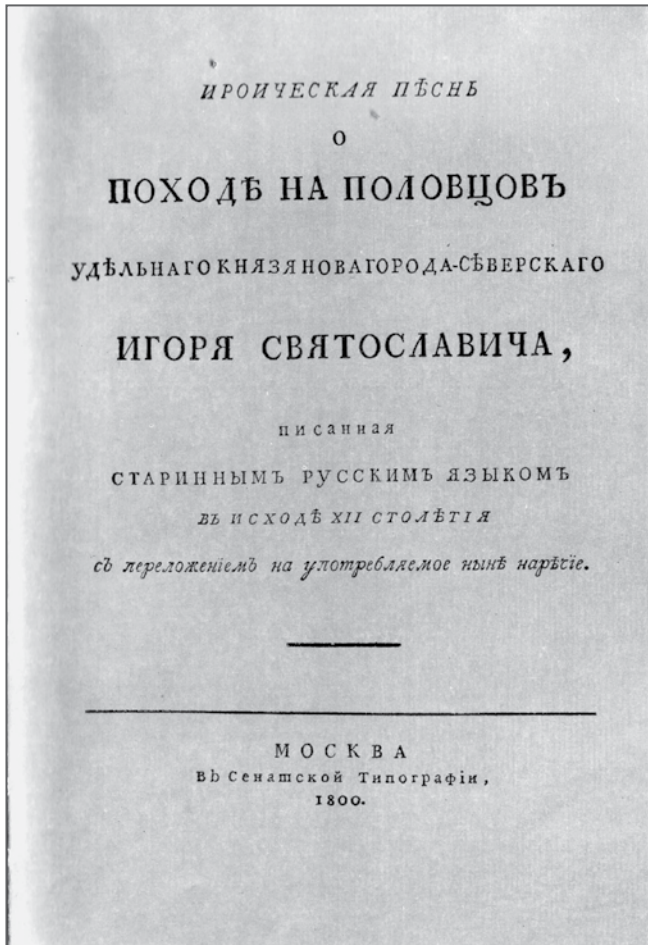 ИРОИЧЕСКАЯ ПѢСНЬ
О
ПОХОДѢ НА ПОЛОВЦОВЪ
УДѢЛЬНАГО КНЯЗЯ НОВАГОРОДА-СѢВЕРСКАГО
ИГОРЯ СВЯТОСЛАВИЧА,
писанная
СТАРИННЫМЪ РУССКИМЪ ЯЗЫКОМЪ
ВЪ ИСХОДѢ XII СТОЛѢТІЯ
съ переложеніемъ на употребляемое нынѣ нарѣчіе.
МОСКВА
Въ Сенатской Типографіи,
1800.